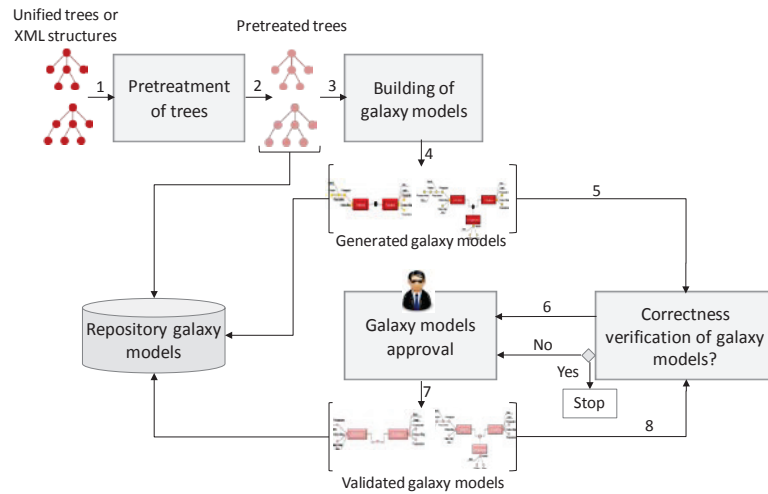 Unified trees or
XML structures
Pretreated trees
1
Pretreatment
of trees
2
3
Building of
galaxy models
4
5
Generated galaxy models
Repository galaxy
models
Galaxy models
approval
6
No
Yes
Stop
Correctness
verification of galaxy
models?
7
8
Validated galaxy models